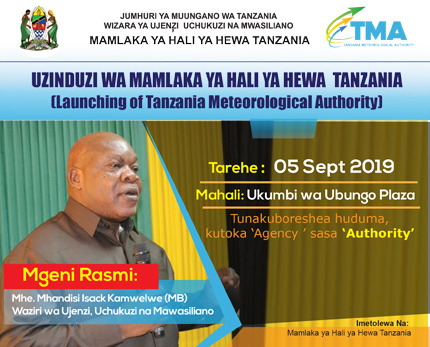 JUMHURI YA MUUNGANO WA TANZANIA
WIZARA YA UJENZI UCHUKUZI NA MWASILIANO
MAMLAKA YA HALI YA HEWA TANZANIA
TMA
TANZANIA METEOROLOGICAL AUTHORITY
UZINDUZI WA MAMLAKA YA HALI YA HEWA TANZANIA
(Launching of Tanzania Meteorological Authority)
Tarehe : 05 Sept 2019
Mahali: Ukumbi wa Ubungo Plaza
Tunakuboreshea huduma,
kutoka ‘Agency ’ sasa ‘Authority’
Mgeni Rasmi:
Mhe. Mhandisi Isack Kamwelwe (MB)
Waziri wa Ujenzi, Uchukuzi na Mawasiliano
Imetolewa Na:
Mamlaka ya Hali ya Hewa Tanzania